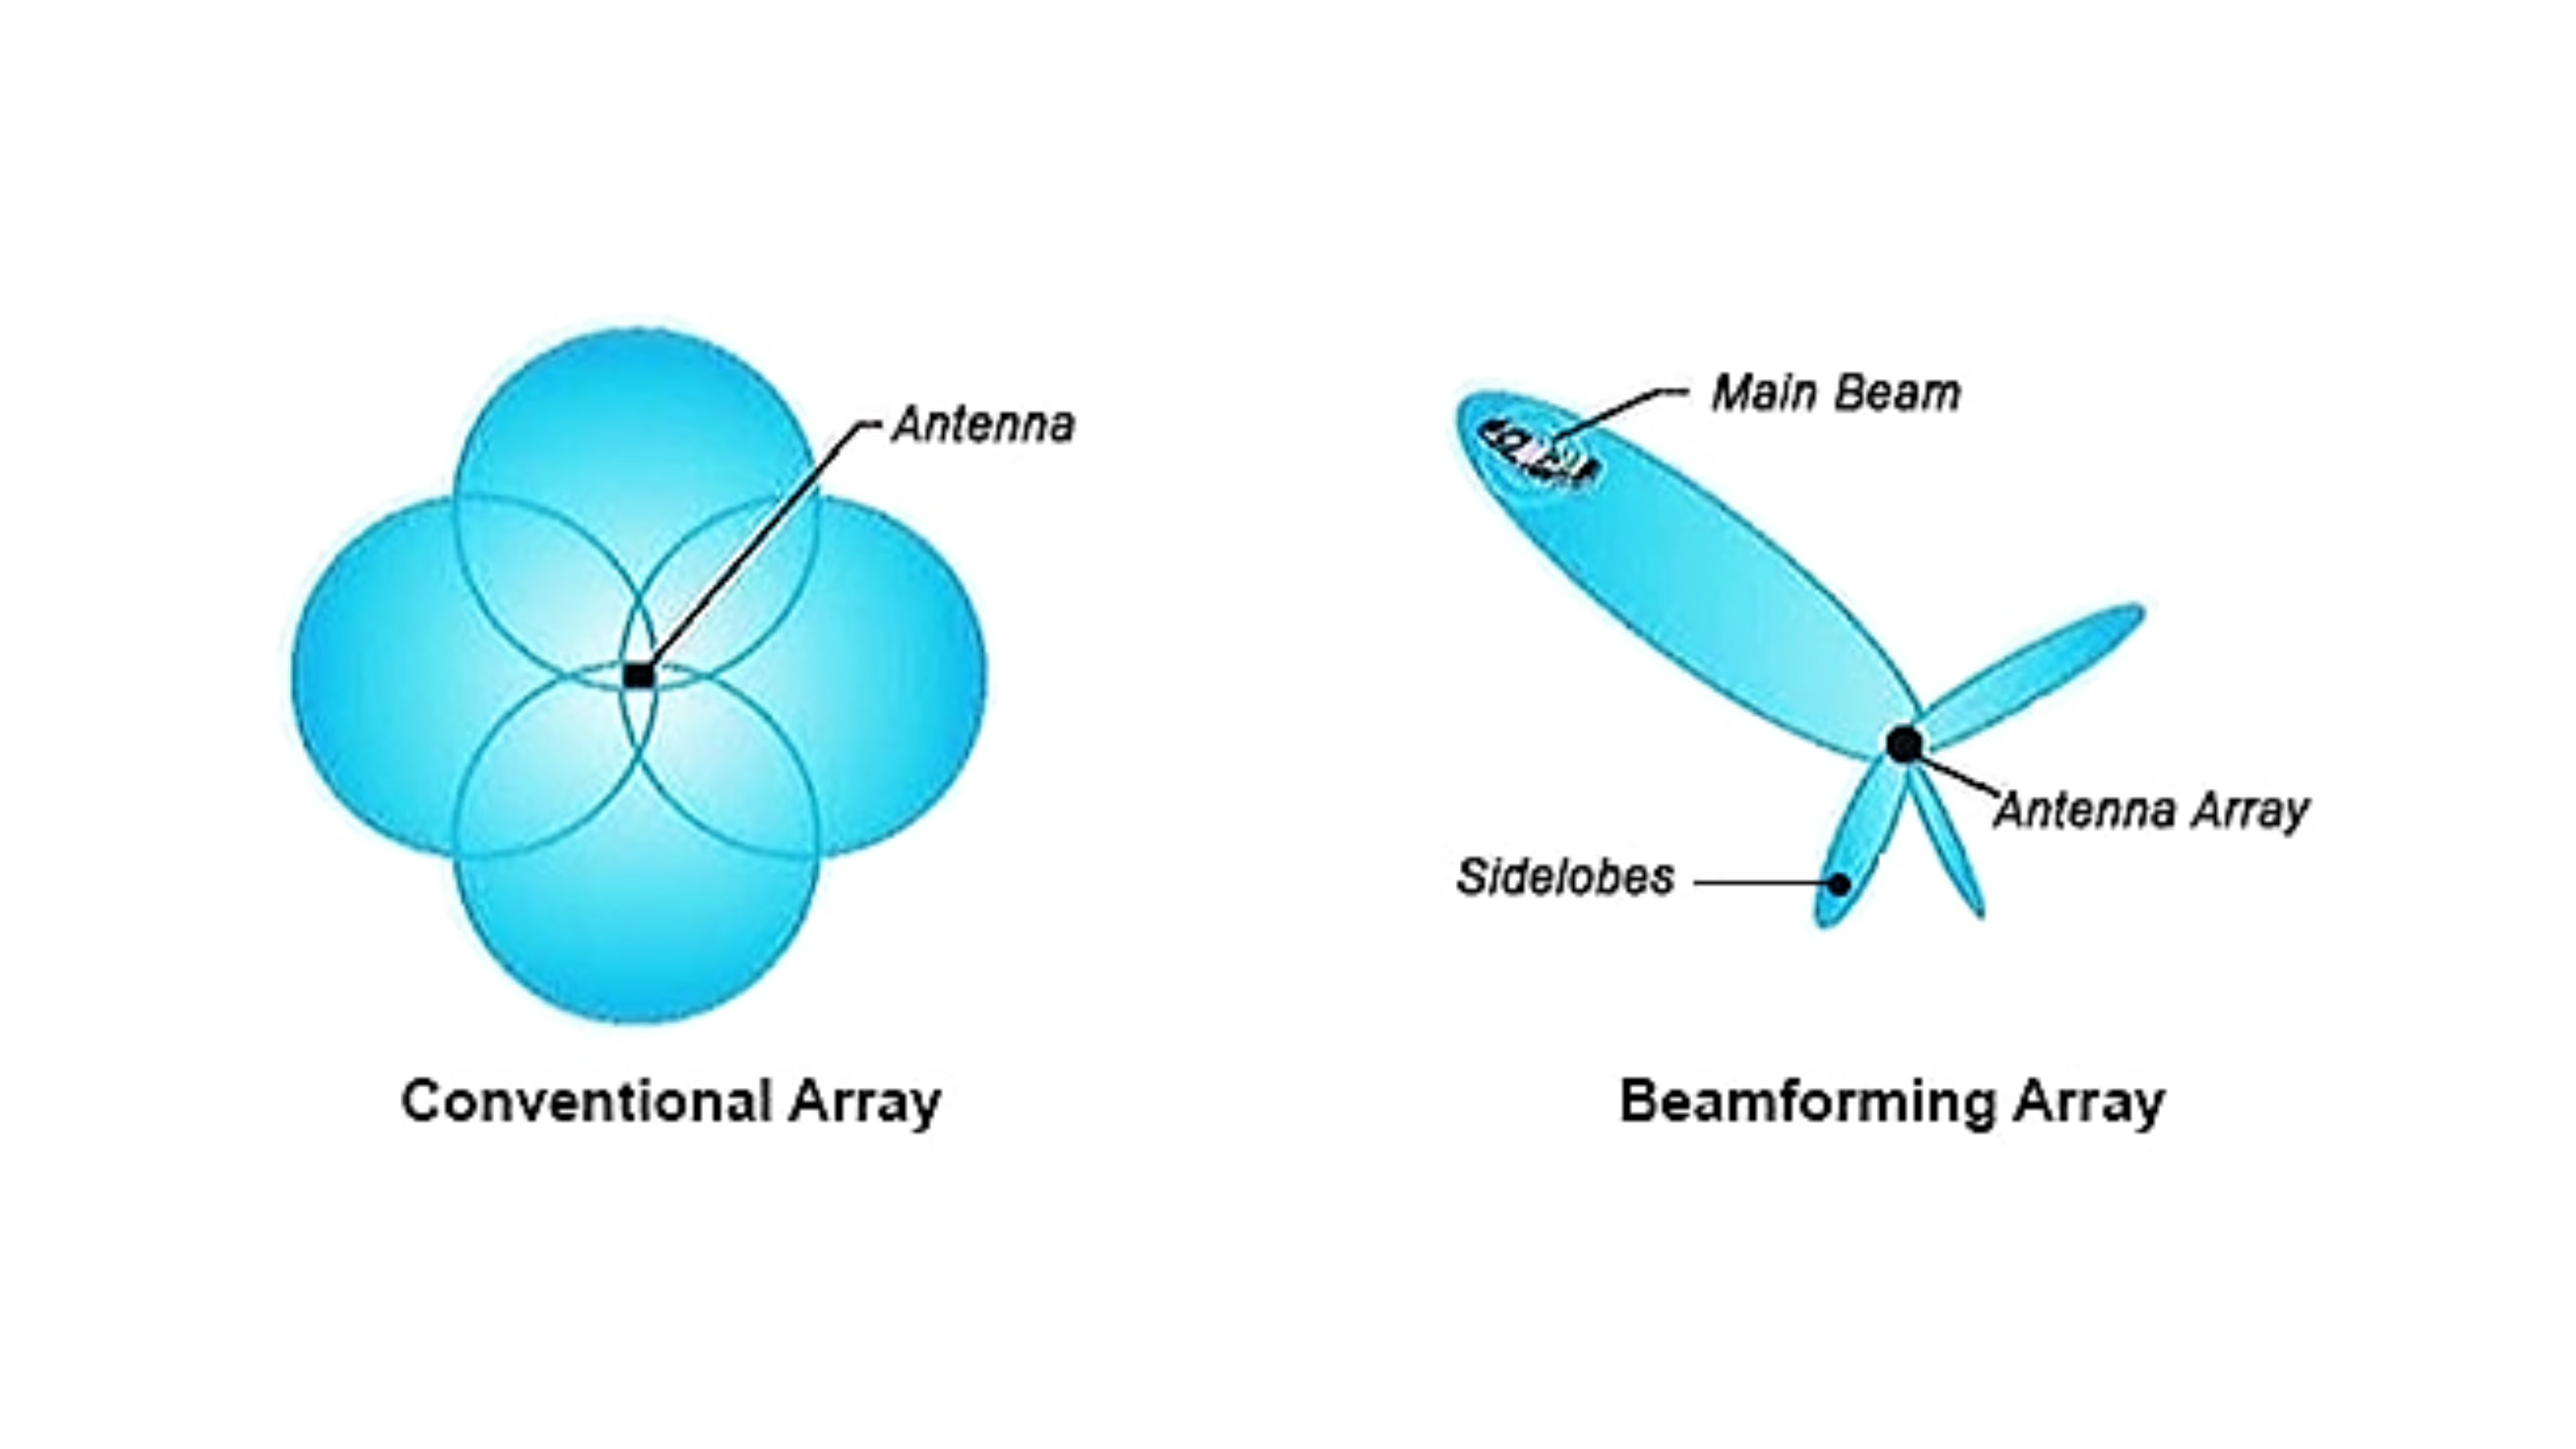 Antenna
Conventional Array
Main Beam
Antenna Array
Sidelobes
Beamforming Array